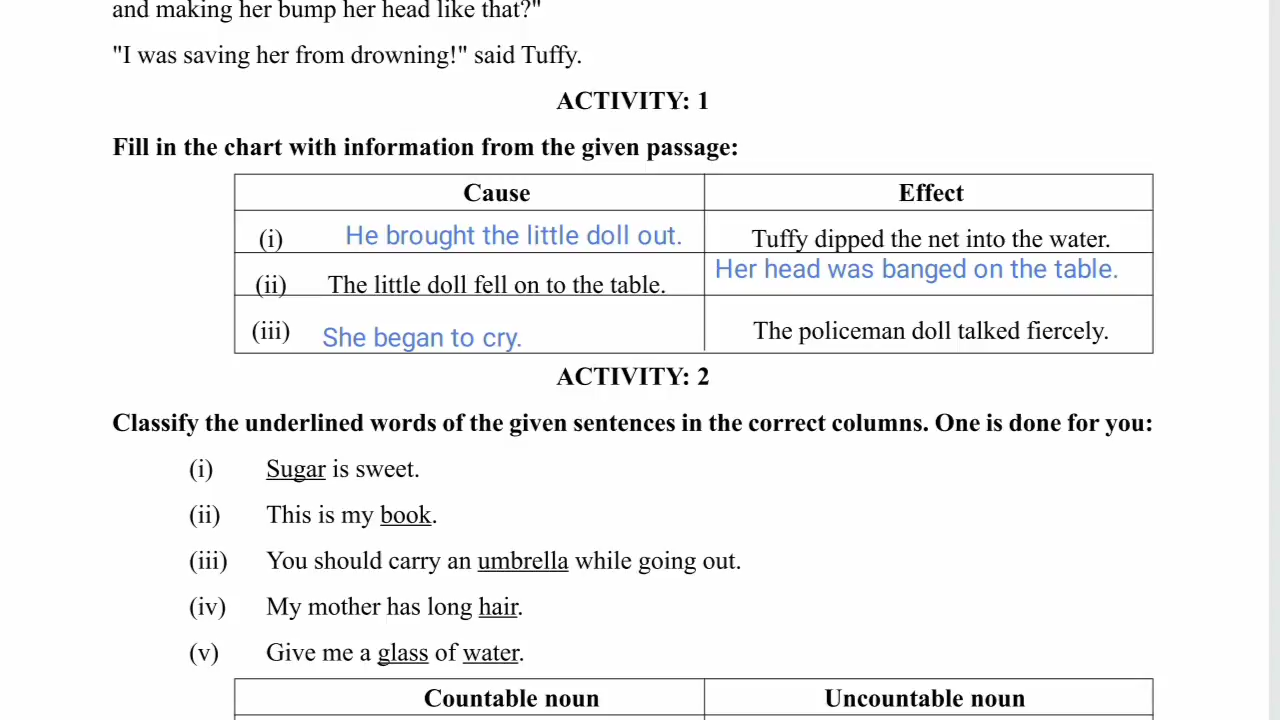 and making her bump her head like that?"
"I was saving her from drowning!" said Tuffy.
ACTIVITY: 1
Fill in the chart with information from the given passage:
Cause Effect
(i) He brought the little doll out. Tuffy dipped the net into the water.
(ii) The little doll fell on to the table. Her head was banged on the table.
(iii) She began to cry. The policeman doll talked fiercely.
ACTIVITY: 2
Classify the underlined words of the given sentences in the correct columns. One is done for you:
(i) Sugar is sweet.
(ii) This is my book.
(iii) You should carry an umbrella while going out.
(iv) My mother has long hair.
(v) Give me a glass of water.
Countable noun Uncountable noun